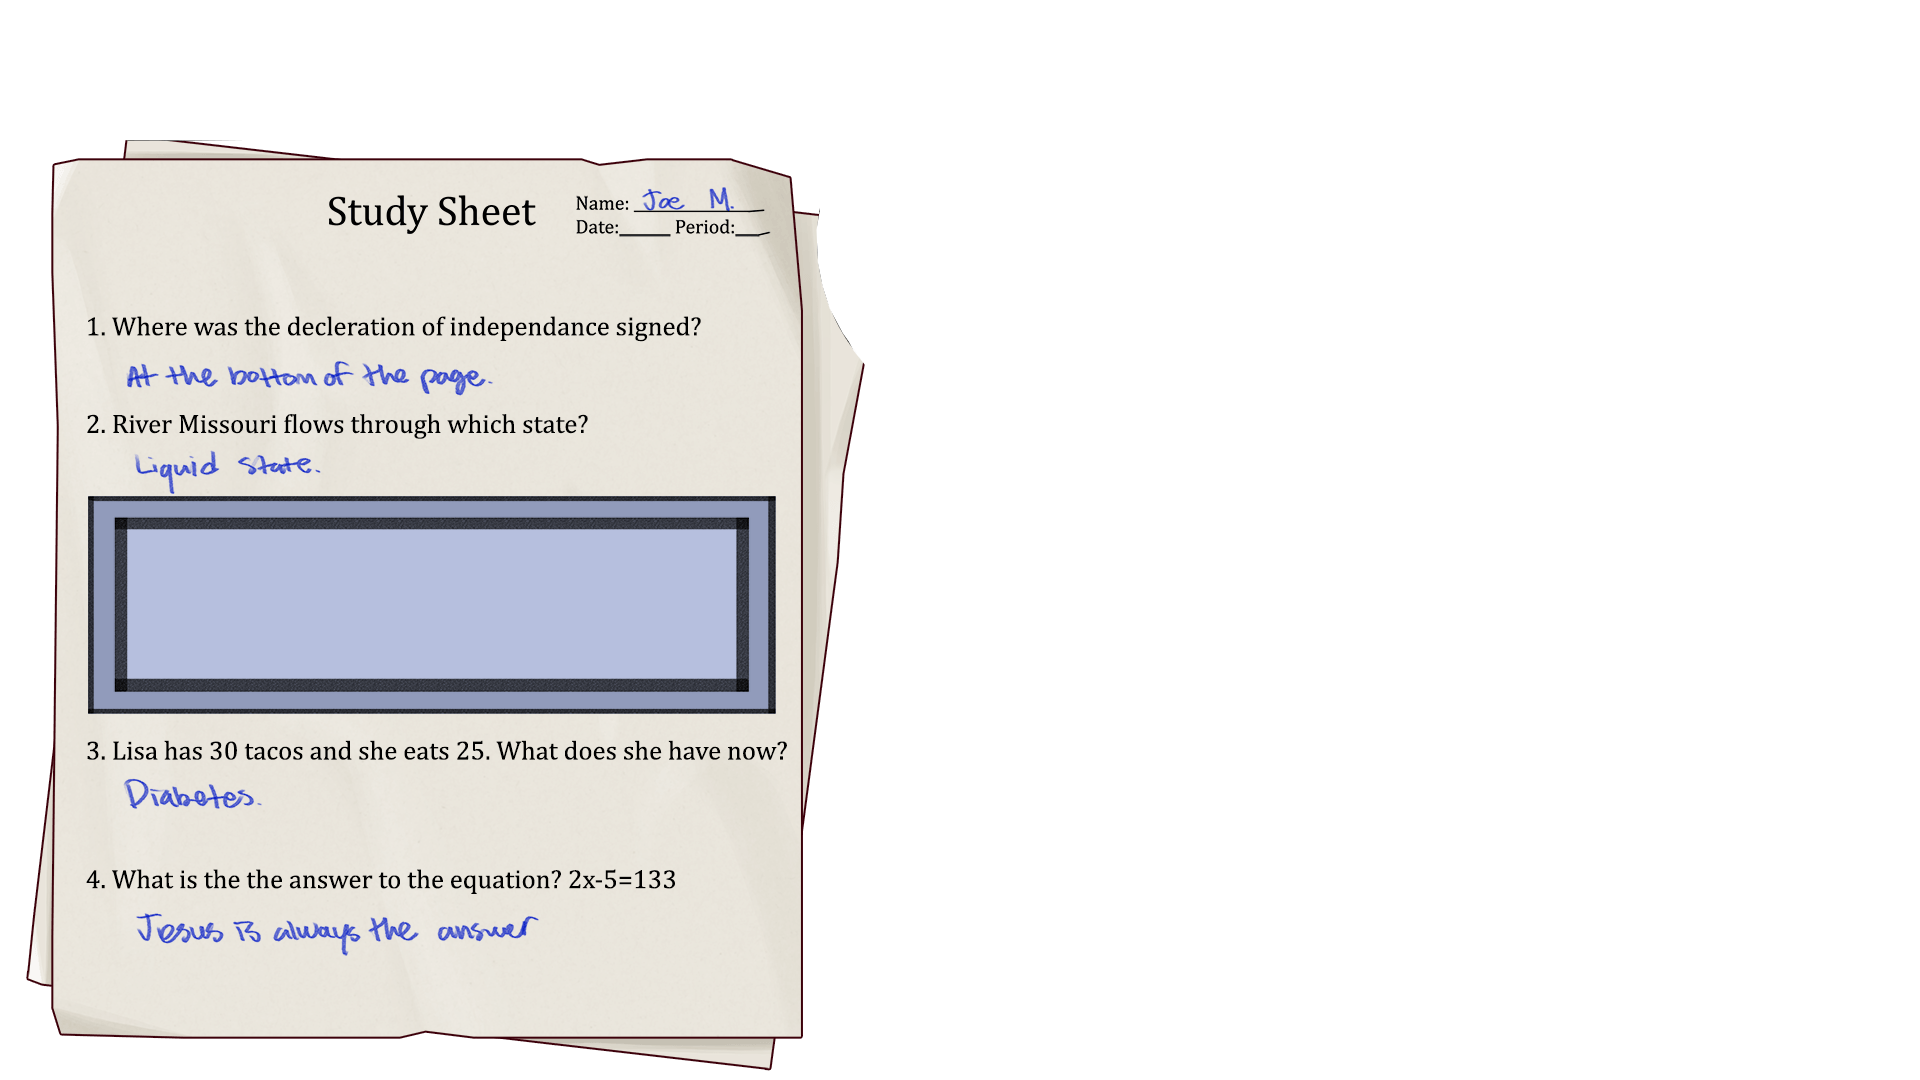 Study Sheet
Name: Joe M.
Date:_____ Period:___
1. Where was the decleration of independance signed?
At the bottom of the page.
2. River Missouri flows through which state?
Liquid state.
3. Lisa has 30 tacos and she eats 25. What does she have now?
Diabetes.
4. What is the the answer to the equation? 2x-5=133
Jesus is always the answer